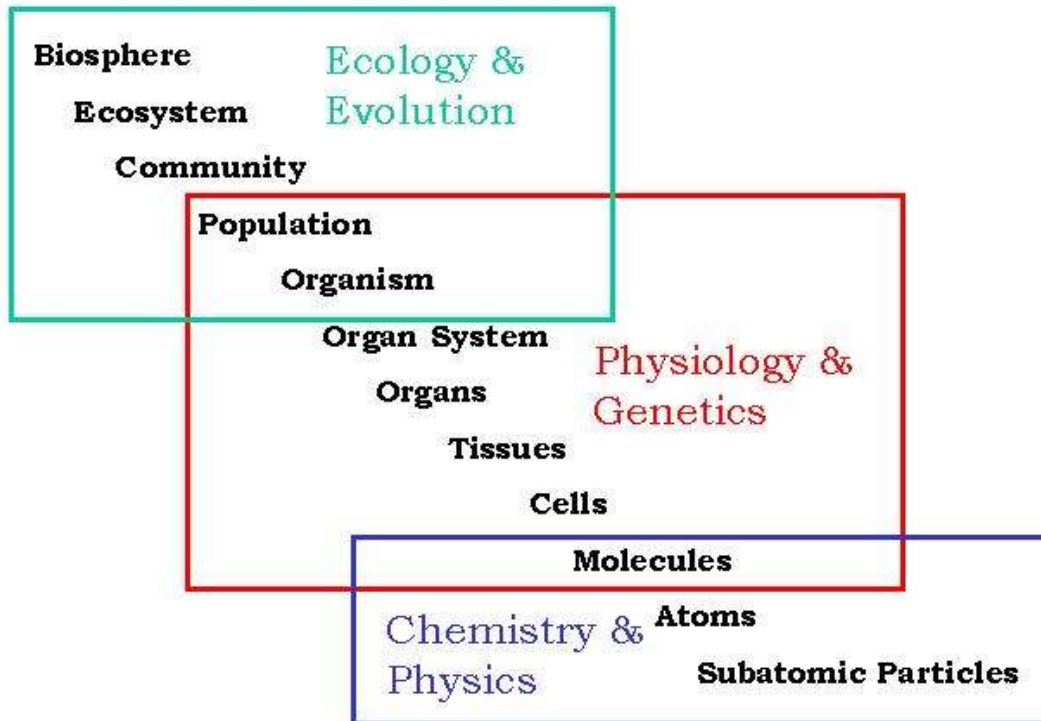 Biosphere
Ecology &
Evolution
Ecosystem
Community
Population
Organism
Organ System
Physiology &
Genetics
Organs
Tissues
Cells
Molecules
Chemistry &
Physics
Atoms
Subatomic Particles